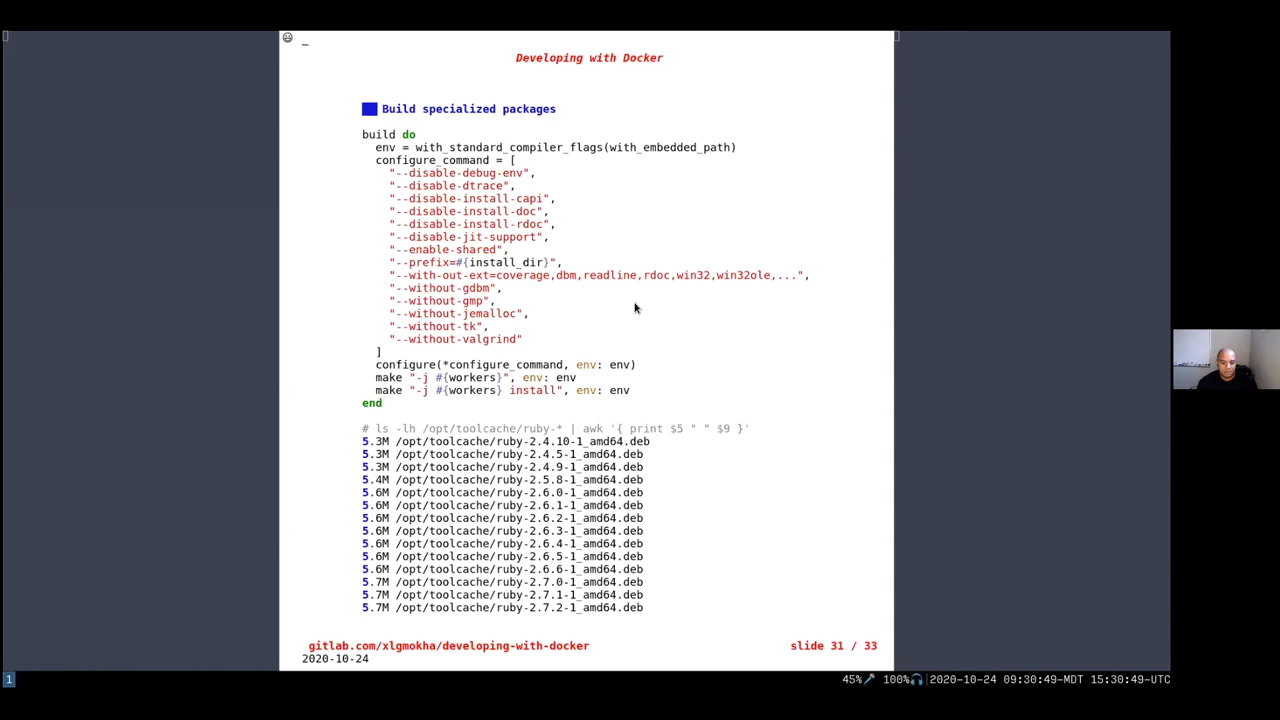 Developing with Docker
Build specialized packages
build do
  env = with_standard_compiler_flags(with_embedded_path)
  configure_command = [
    "--disable-debug-env",
    "--disable-dtrace",
    "--disable-install-capi",
    "--disable-install-doc",
    "--disable-install-rdoc",
    "--disable-jit-support",
    "--enable-shared",
    "--prefix=#{install_dir}",
    "--with-out-ext=coverage,dbm,readline,rdoc,win32,win32ole,...",
    "--without-gdbm",
    "--without-gmp",
    "--without-jemalloc",
    "--without-tk",
    "--without-valgrind"
  ]
  configure(*configure_command, env: env)
  make "-j #{workers}", env: env
  make "-j #{workers} install", env: env
end
# ls -lh /opt/toolcache/ruby-* | awk '{ print $5 " " $9 }'
5.3M /opt/toolcache/ruby-2.4.10-1_amd64.deb
5.3M /opt/toolcache/ruby-2.4.5-1_amd64.deb
5.3M /opt/toolcache/ruby-2.4.9-1_amd64.deb
5.4M /opt/toolcache/ruby-2.5.8-1_amd64.deb
5.6M /opt/toolcache/ruby-2.6.0-1_amd64.deb
5.6M /opt/toolcache/ruby-2.6.1-1_amd64.deb
5.6M /opt/toolcache/ruby-2.6.2-1_amd64.deb
5.6M /opt/toolcache/ruby-2.6.3-1_amd64.deb
5.6M /opt/toolcache/ruby-2.6.4-1_amd64.deb
5.6M /opt/toolcache/ruby-2.6.5-1_amd64.deb
5.6M /opt/toolcache/ruby-2.6.6-1_amd64.deb
5.7M /opt/toolcache/ruby-2.7.0-1_amd64.deb
5.7M /opt/toolcache/ruby-2.7.1-1_amd64.deb
5.7M /opt/toolcache/ruby-2.7.2-1_amd64.deb
gitlab.com/xlgmokha/developing-with-docker slide 31 / 33
2020-10-24
1 45% 100% |2020-10-24 09:30:49-MDT 15:30:49-UTC